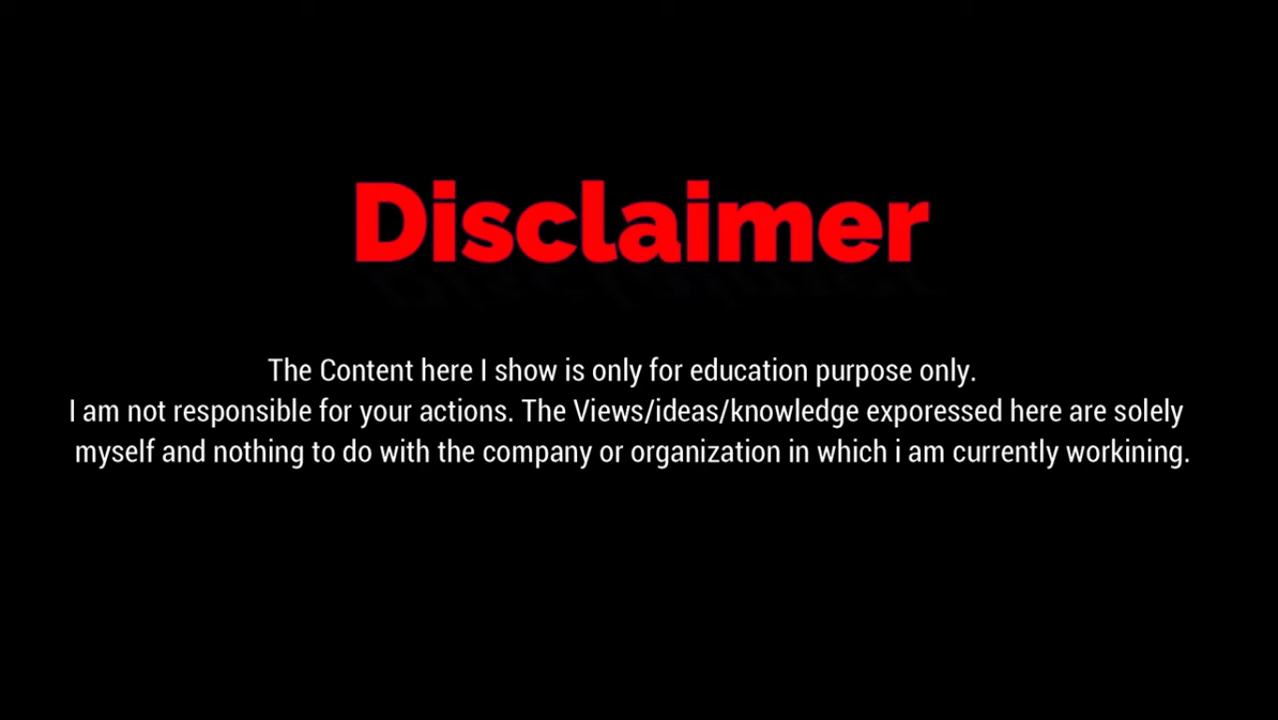 Disclaimer
The Content here I show is only for education purpose only.
I am not responsible for your actions. The Views/ideas/knowledge exporessed here are solely
myself and nothing to do with the company or organization in which i am currently workining.